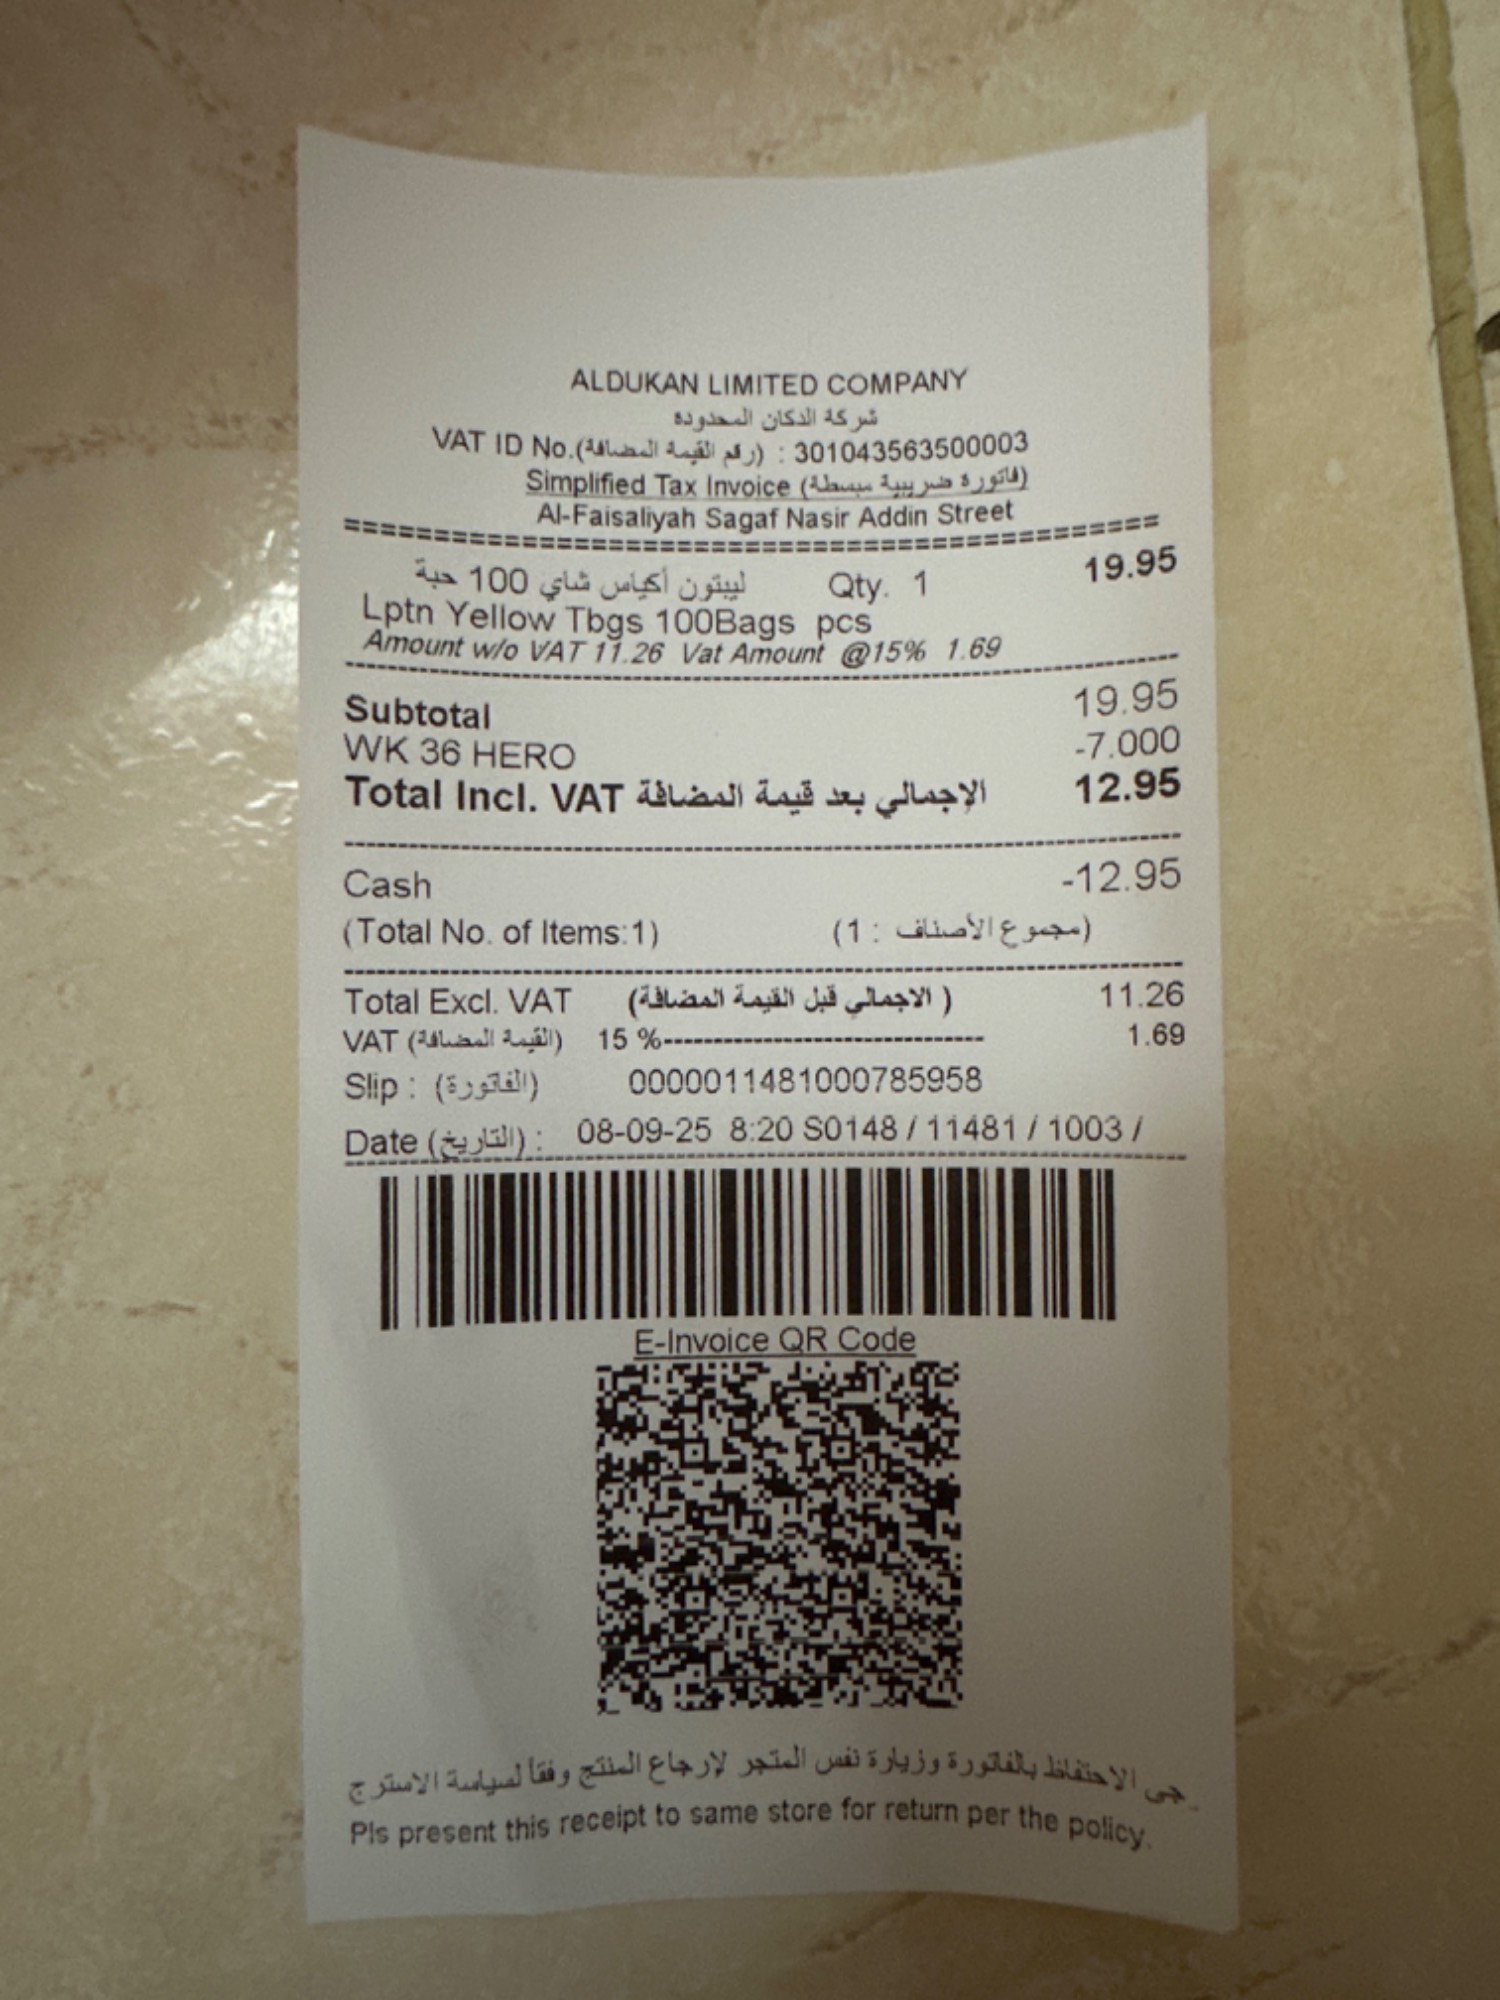 ALDUKAN LIMITED COMPANY
شركة الدكان المحدوده
VAT ID No.(رقم القيمة المضافة) : 301043563500003
Simplified Tax Invoice (فاتورة ضريبية مبسطة)
Al-Faisaliyah Sagaf Nasir Addin Street
================================================
ليبتون أكياس شاي 100 حبة Qty. 1 19.95
Lptn Yellow Tbgs 100Bags pcs
Amount w/o VAT 11.26 Vat Amount @15% 1.69
Subtotal 19.95
WK 36 HERO -7.000
Total Incl. VAT الإجمالي بعد قيمة المضافة 12.95
Cash -12.95
(Total No. of Items:1) (مجموع الأصناف : 1)
Total Excl. VAT (الاجمالي قبل القيمة المضافة ) 11.26
VAT (القيمة المضافة) 15 %-------------------------------- 1.69
Slip : (الفاتورة) 0000011481000785958
Date (التاريخ) : 08-09-25 8:20 S0148 / 11481 / 1003 /
E-Invoice QR Code
جى الاحتفاظ بالفاتورة وزيارة نفس المتجر لإرجاع المنتج وفقاً لسياسة الاسترج
Pls present this receipt to same store for return per the policy.